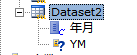 Dataset2
年月
YM